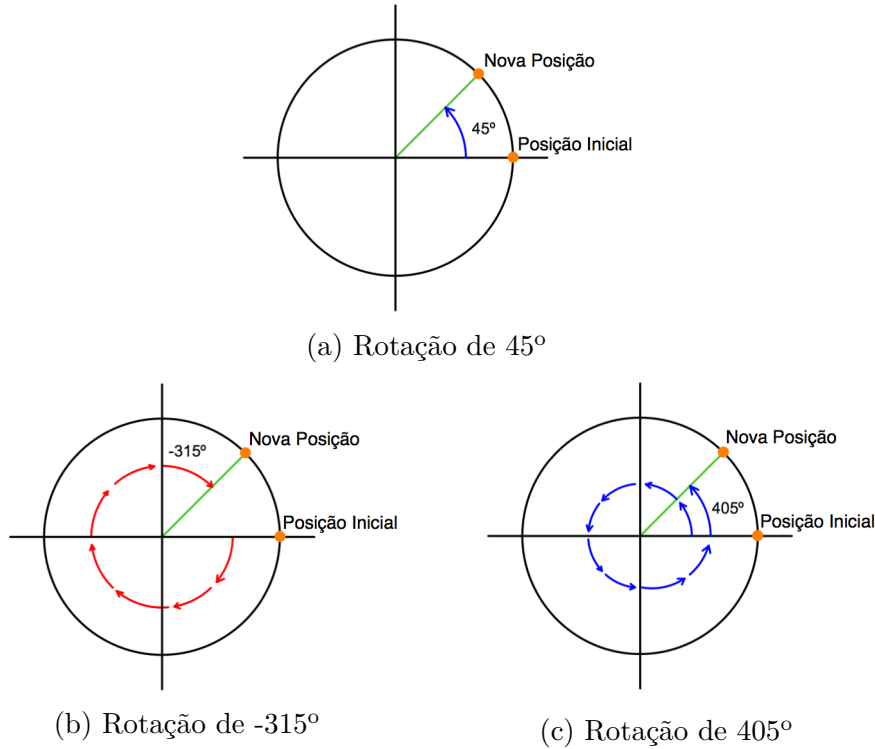 Nova Posição
45º
Posição Inicial
(a) Rotação de 45º
Nova Posição
-315º
Posição Inicial
(b) Rotação de -315º
Nova Posição
405º
Posição Inicial
(c) Rotação de 405º